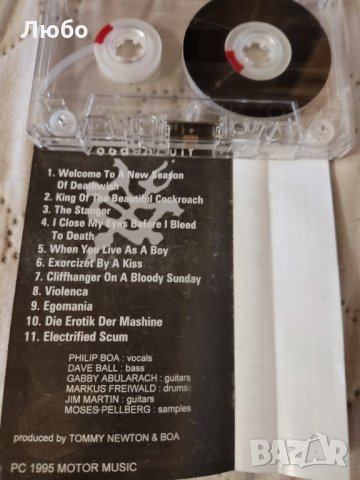 Любо
VOODOOCULT
1. Welcome To A New Season
Of Deathwish
2. King Of The Beautiful Cockroach
3. The Stanger
4. I Close My Eyes Before I Bleed
To Death
5. When You Live As A Boy
6. Exorcizet By A Kiss
7. Cliffhanger On A Bloody Sunday
8. Violenca
9. Egomania
10. Die Erotik Der Mashine
11. Electrified Scum
PHILIP BOA : vocals
DAVE BALL : bass
GABBY ABULARACH : guitars
MARKUS FREIWALD : drums
JIM MARTIN : guitars
MOSES PELLBERG : samples
produced by TOMMY NEWTON & BOA
PC 1995 MOTOR MUSIC
BAZAR